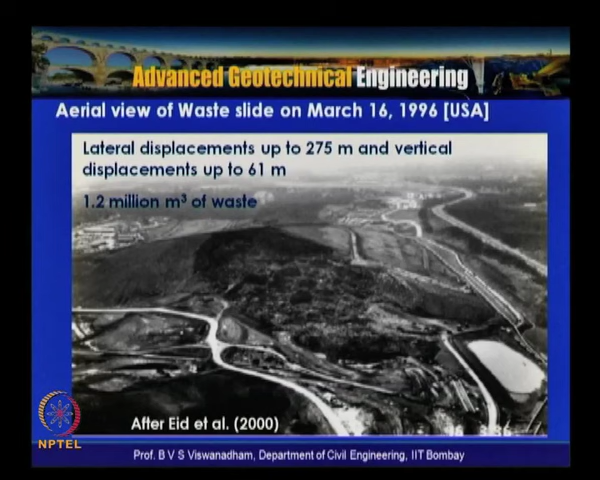 Advanced Geotechnical Engineering
Aerial view of Waste slide on March 16, 1996 [USA]
Lateral displacements up to 275 m and vertical
displacements up to 61 m
1.2 million m³ of waste
After Eid et al. (2000)
NPTEL
Prof. B V S Viswanadham, Department of Civil Engineering, IIT Bombay